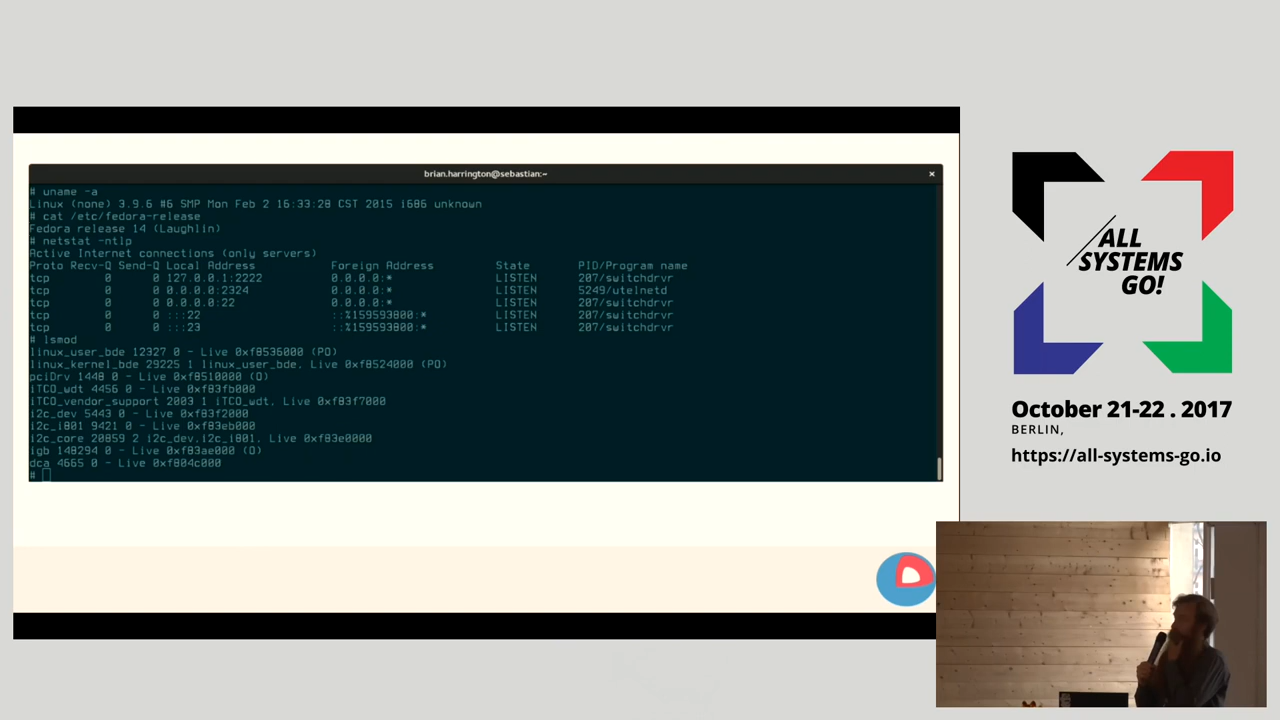 brian.harrington@sebastian:~
# uname -a
Linux (none) 3.9.6 #6 SMP Mon Feb 2 16:33:28 CST 2015 i686 unknown
# cat /etc/fedora-release
Fedora release 14 (Laughlin)
# netstat -ntlp
Active Internet connections (only servers)
Proto Recv-Q Send-Q Local Address Foreign Address State PID/Program name
tcp 0 0 127.0.0.1:2222 0.0.0.0:* LISTEN 207/switchdrvr
tcp 0 0 0.0.0.0:2324 0.0.0.0:* LISTEN 5249/utelnetd
tcp 0 0 0.0.0.0:22 0.0.0.0:* LISTEN 207/switchdrvr
tcp 0 0 :::22 ::%159593800:* LISTEN 207/switchdrvr
tcp 0 0 :::23 ::%159593800:* LISTEN 207/switchdrvr
# lsmod
linux_user_bde 12327 0 - Live 0xf8536000 (PO)
linux_kernel_bde 29225 1 linux_user_bde, Live 0xf8524000 (PO)
pciDrv 1448 0 - Live 0xf8510000 (O)
iTCO_wdt 4456 0 - Live 0xf83fb000
iTCO_vendor_support 2003 1 iTCO_wdt, Live 0xf83f7000
i2c_dev 5443 0 - Live 0xf83f2000
i2c_i801 9421 0 - Live 0xf83eb000
i2c_core 20859 2 i2c_dev,i2c_i801, Live 0xf83e0000
igb 148294 0 - Live 0xf83ae000 (O)
dca 4665 0 - Live 0xf804c000
#
ALL
SYSTEMS
GO!
October 21-22 . 2017
BERLIN,
https://all-systems-go.io